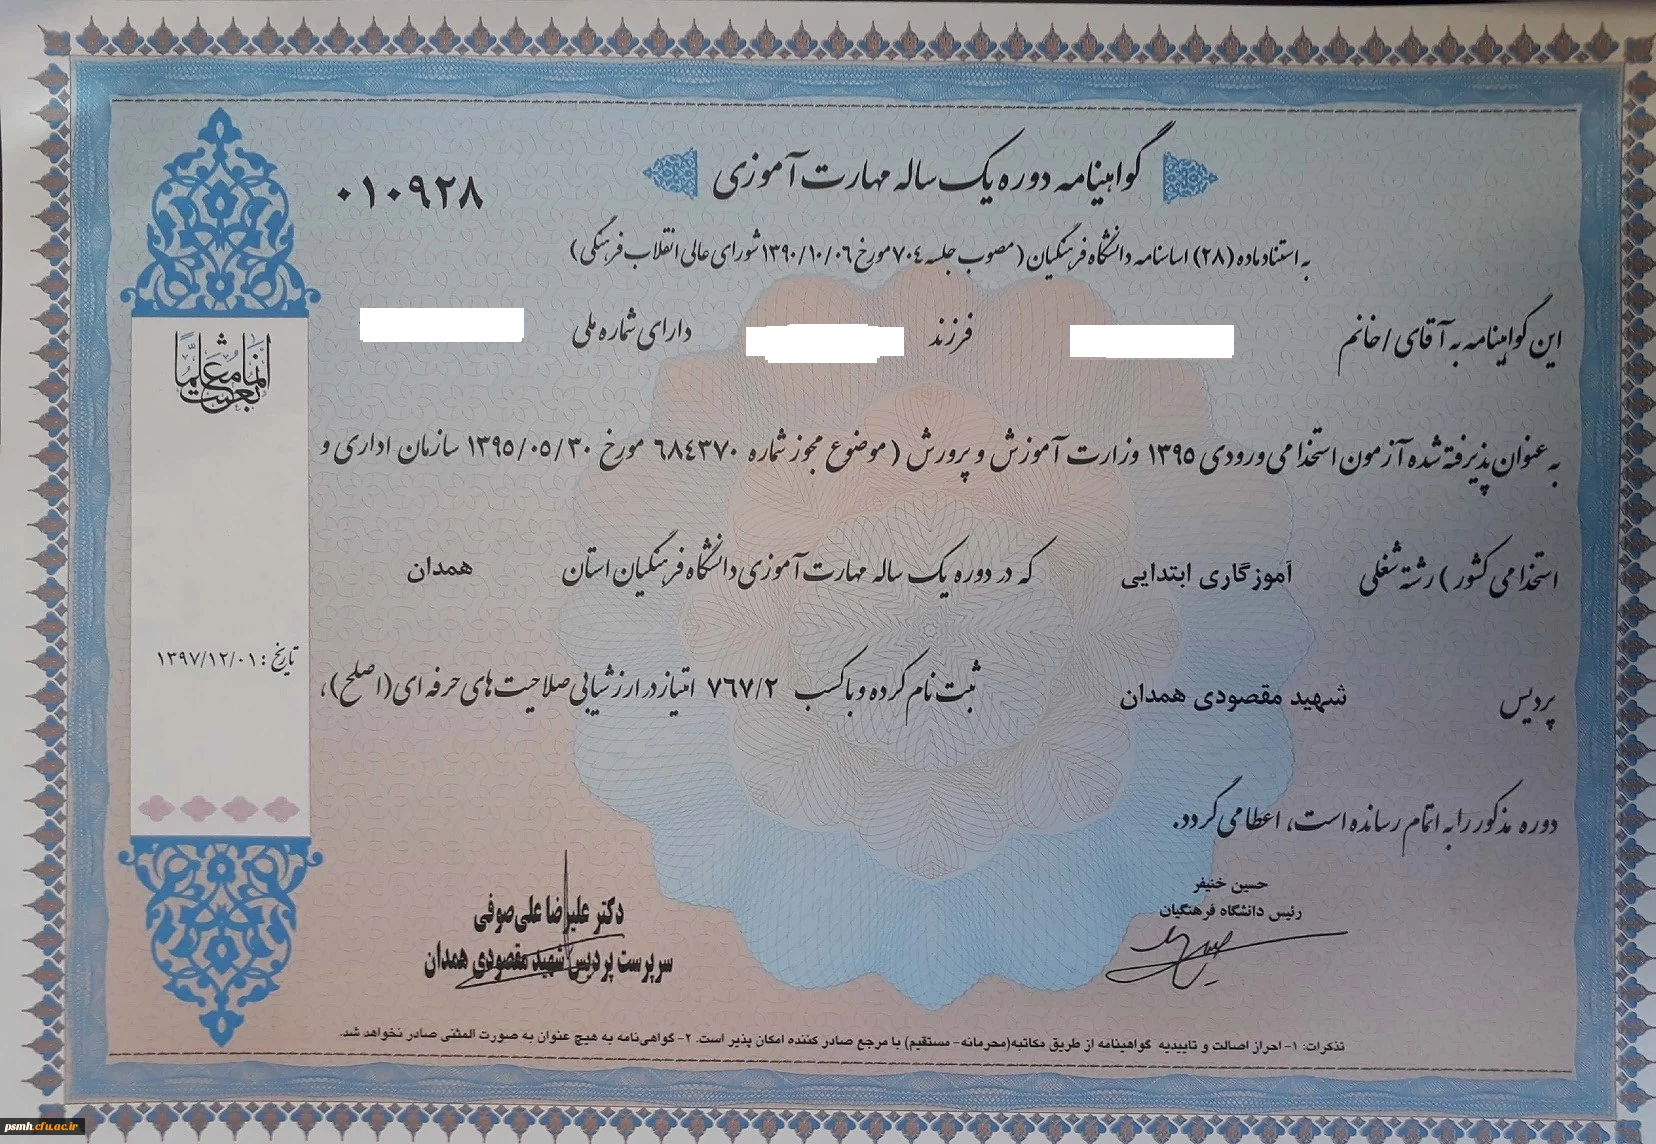 گواهینامه دوره یک ساله مهارت آموزی
۰۱۰۹۲۸
به استناد ماده (۲۸) اساسنامه دانشگاه فرهنگیان (مصوب جلسه ۷۰۴ مورخ ۱۳۹۰/۱۰/۰۶ شورای عالی انقلاب فرهنگی)
این گواهینامه به آقای/خانم فرزند دارای شماره ملی
به عنوان پذیرفته شده آزمون استخدامی ورودی ۱۳۹۵ وزارت آموزش و پرورش (موضوع مجوز شماره ۶۸۴۳۷۰ مورخ ۱۳۹۵/۰۵/۳۰ سازمان اداری و
استخدامی کشور) رشته شغلی آموزگاری ابتدایی که در دوره یک ساله مهارت آموزی دانشگاه فرهنگیان استان همدان
پردیس شهید مقصودی همدان ثبت نام کرده و با کسب ۷۶۷/۲ امتیاز در ارزشیابی صلاحیت های حرفه ای (اصلح)،
دوره مذکور را به اتمام رسانده است، اعطا می گردد.
انما بعثت معلما
تاریخ: ۱۳۹۷/۱۲/۰۱
حسین خنیفر
رئیس دانشگاه فرهنگیان
دکتر علیرضا علی صوفی
سرپرست پردیس شهید مقصودی همدان
تذکرات: ۱- احراز اصالت و تاییدیه گواهینامه از طریق مکاتبه(محرمانه- مستقیم) با مرجع صادر کننده امکان پذیر است. ۲- گواهی‌نامه به هیچ عنوان به صورت المثنی صادر نخواهد شد.
psmh.cfu.ac.ir